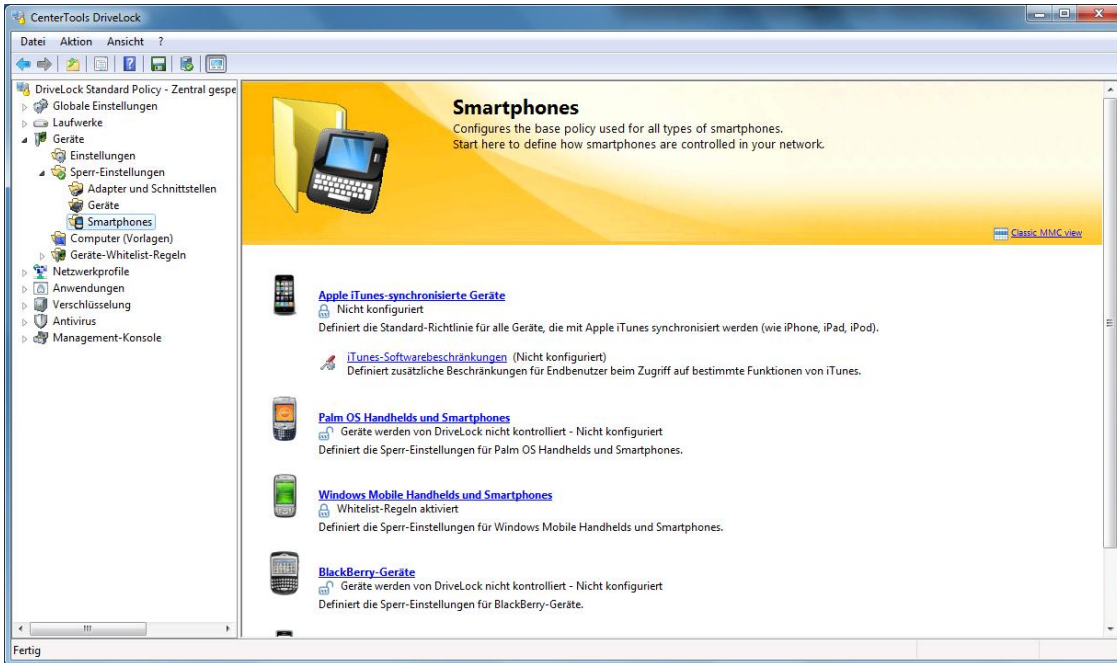 CenterTools DriveLock
Datei Aktion Ansicht ?
DriveLock Standard Policy - Zentral gespe
Globale Einstellungen
Laufwerke
Geräte
Einstellungen
Sperr-Einstellungen
Adapter und Schnittstellen
Geräte
Smartphones
Computer (Vorlagen)
Geräte-Whitelist-Regeln
Netzwerkprofile
Anwendungen
Verschlüsselung
Antivirus
Management-Konsole
Smartphones
Configures the base policy used for all types of smartphones.
Start here to define how smartphones are controlled in your network.
Classic MMC view
Apple iTunes-synchronisierte Geräte
Nicht konfiguriert
Definiert die Standard-Richtlinie für alle Geräte, die mit Apple iTunes synchronisiert werden (wie iPhone, iPad, iPod).
iTunes-Softwarebeschränkungen (Nicht konfiguriert)
Definiert zusätzliche Beschränkungen für Endbenutzer beim Zugriff auf bestimmte Funktionen von iTunes.
Palm OS Handhelds und Smartphones
Geräte werden von DriveLock nicht kontrolliert - Nicht konfiguriert
Definiert die Sperr-Einstellungen für Palm OS Handhelds und Smartphones.
Windows Mobile Handhelds und Smartphones
Whitelist-Regeln aktiviert
Definiert die Sperr-Einstellungen für Windows Mobile Handhelds und Smartphones.
BlackBerry-Geräte
Geräte werden von DriveLock nicht kontrolliert - Nicht konfiguriert
Definiert die Sperr-Einstellungen für BlackBerry-Geräte.
Fertig